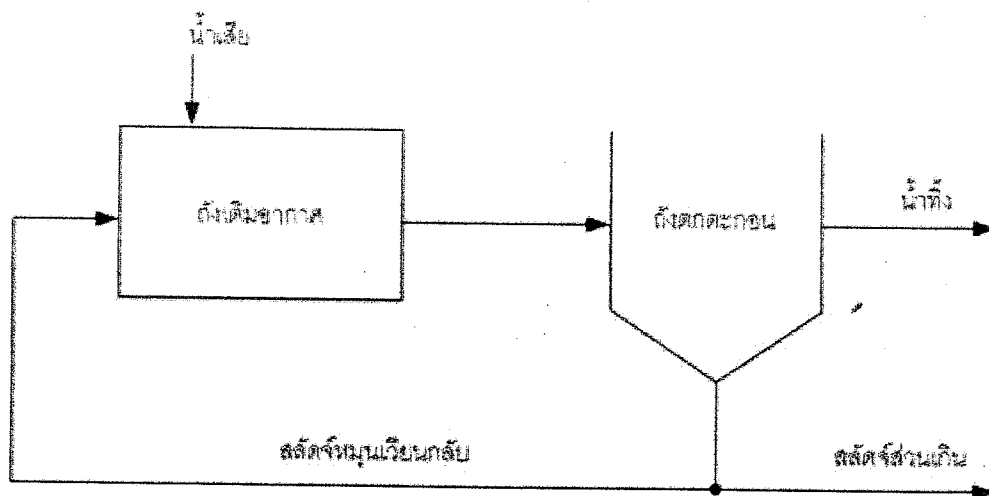 น้ำเสีย
ถังเติมอากาศ
ถังตกตะกอน
น้ำทิ้ง
สลัดจ์หมุนเวียนกลับ
สลัดจ์ส่วนเกิน